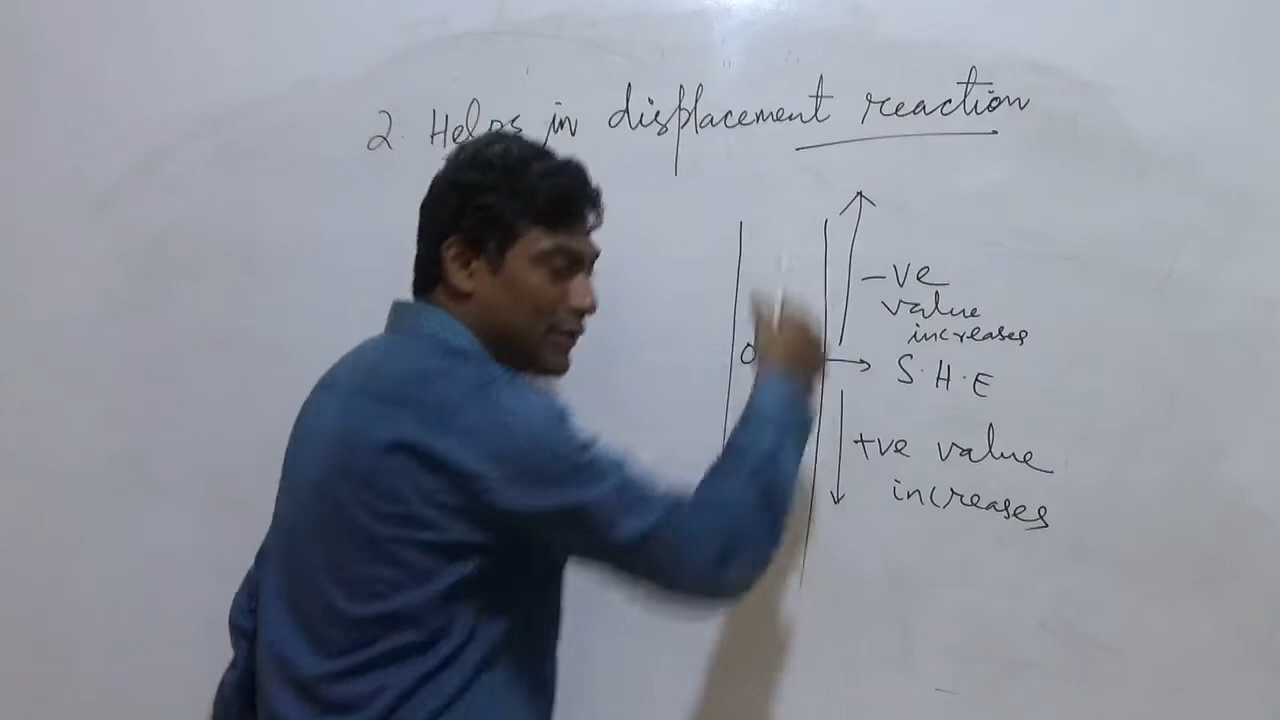 2. Helps in displacement reaction
-ve
value
increases
0
S.H.E
+ve value
increases